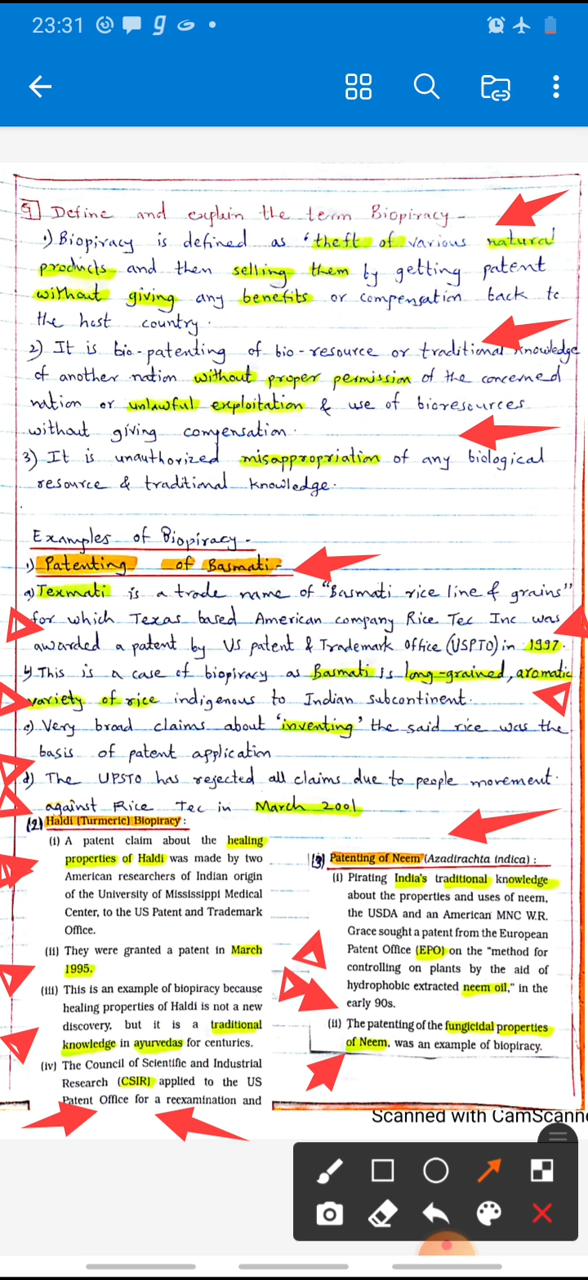 23:31
9] Define and explain the term Biopiracy -
1) Biopiracy is defined as 'theft of various natural
products and then selling them by getting patent
without giving any benefits or compensation back to
the host country.
2) It is bio-patenting of bio-resource or traditional knowledge
of another nation without proper permission of the concerned
nation or unlawful exploitation & use of bioresources
without giving compensation.
3) It is unauthorized misappropriation of any biological
resource & traditional knowledge.
Examples of Biopiracy -
1) Patenting of Basmati -
a) Texmati is a trade name of "Basmati rice line & grains"
for which Texas based American company Rice Tec Inc was
awarded a patent by US patent & Trademark Office (USPTO) in 1997.
b) This is a case of biopiracy as Basmati is long-grained, aromatic
variety of rice indigenous to Indian subcontinent.
c) Very broad claims about 'inventing' the said rice was the
basis of patent application
d) The UPSTO has rejected all claims due to people movement.
against Rice Tec in March 2001
(2) Haldi (Turmeric) Biopiracy :
(i) A patent claim about the healing
properties of Haldi was made by two
American researchers of Indian origin
of the University of Mississippi Medical
Center, to the US Patent and Trademark
Office.
(ii) They were granted a patent in March
1995.
(iii) This is an example of biopiracy because
healing properties of Haldi is not a new
discovery, but it is a traditional
knowledge in ayurvedas for centuries.
(iv) The Council of Scientific and Industrial
Research (CSIR) applied to the US
Patent Office for a reexamination and
(3) Patenting of Neem (Azadirachta indica) :
(i) Pirating India's traditional knowledge
about the properties and uses of neem,
the USDA and an American MNC W.R.
Grace sought a patent from the European
Patent Office (EPO) on the "method for
controlling on plants by the aid of
hydrophobic extracted neem oil," in the
early 90s.
(ii) The patenting of the fungicidal properties
of Neem, was an example of biopiracy.
Scanned with CamScann